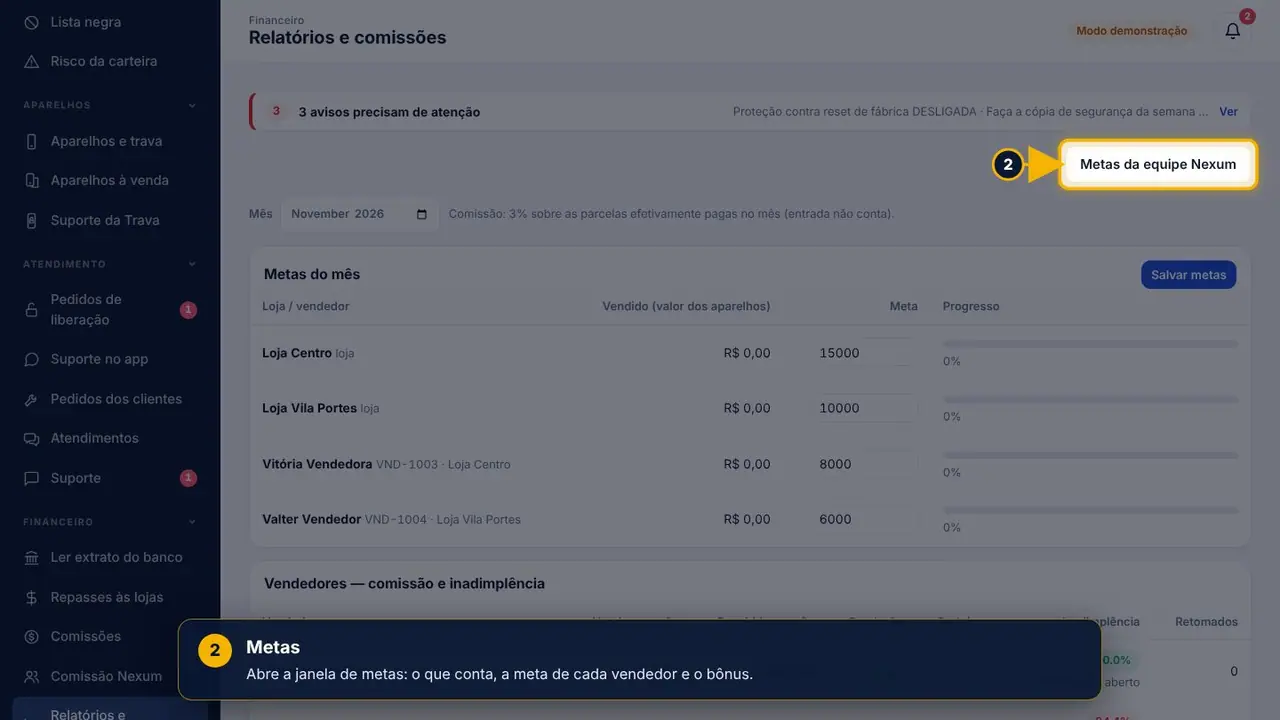 Lista negra
Risco da carteira
APARELHOS
Aparelhos e trava
Aparelhos à venda
Suporte da Trava
ATENDIMENTO
Pedidos de
liberação
1
Suporte no app
Pedidos dos clientes
Atendimentos
Suporte
1
FINANCEIRO
Ler extrato do banco
Repasses às lojas
Comissões
Comissão Nexum
Relatórios e
Financeiro
Relatórios e comissões
Modo demonstração
2
3
3 avisos precisam de atenção
Proteção contra reset de fábrica DESLIGADA · Faça a cópia de segurança da semana ...
Ver
2
Metas da equipe Nexum
Mês
November 2026
Comissão: 3% sobre as parcelas efetivamente pagas no mês (entrada não conta).
Metas do mês
Salvar metas
Loja / vendedor Vendido (valor dos aparelhos) Meta Progresso
Loja Centro loja R$ 0,00 15000 0%
Loja Vila Portes loja R$ 0,00 10000 0%
Vitória Vendedora VND-1003 · Loja Centro R$ 0,00 8000 0%
Valter Vendedor VND-1004 · Loja Vila Portes R$ 0,00 6000 0%
Vendedores — comissão e inadimplência
Retomados
0.0%
aberto
0
2
Metas
Abre a janela de metas: o que conta, a meta de cada vendedor e o bônus.